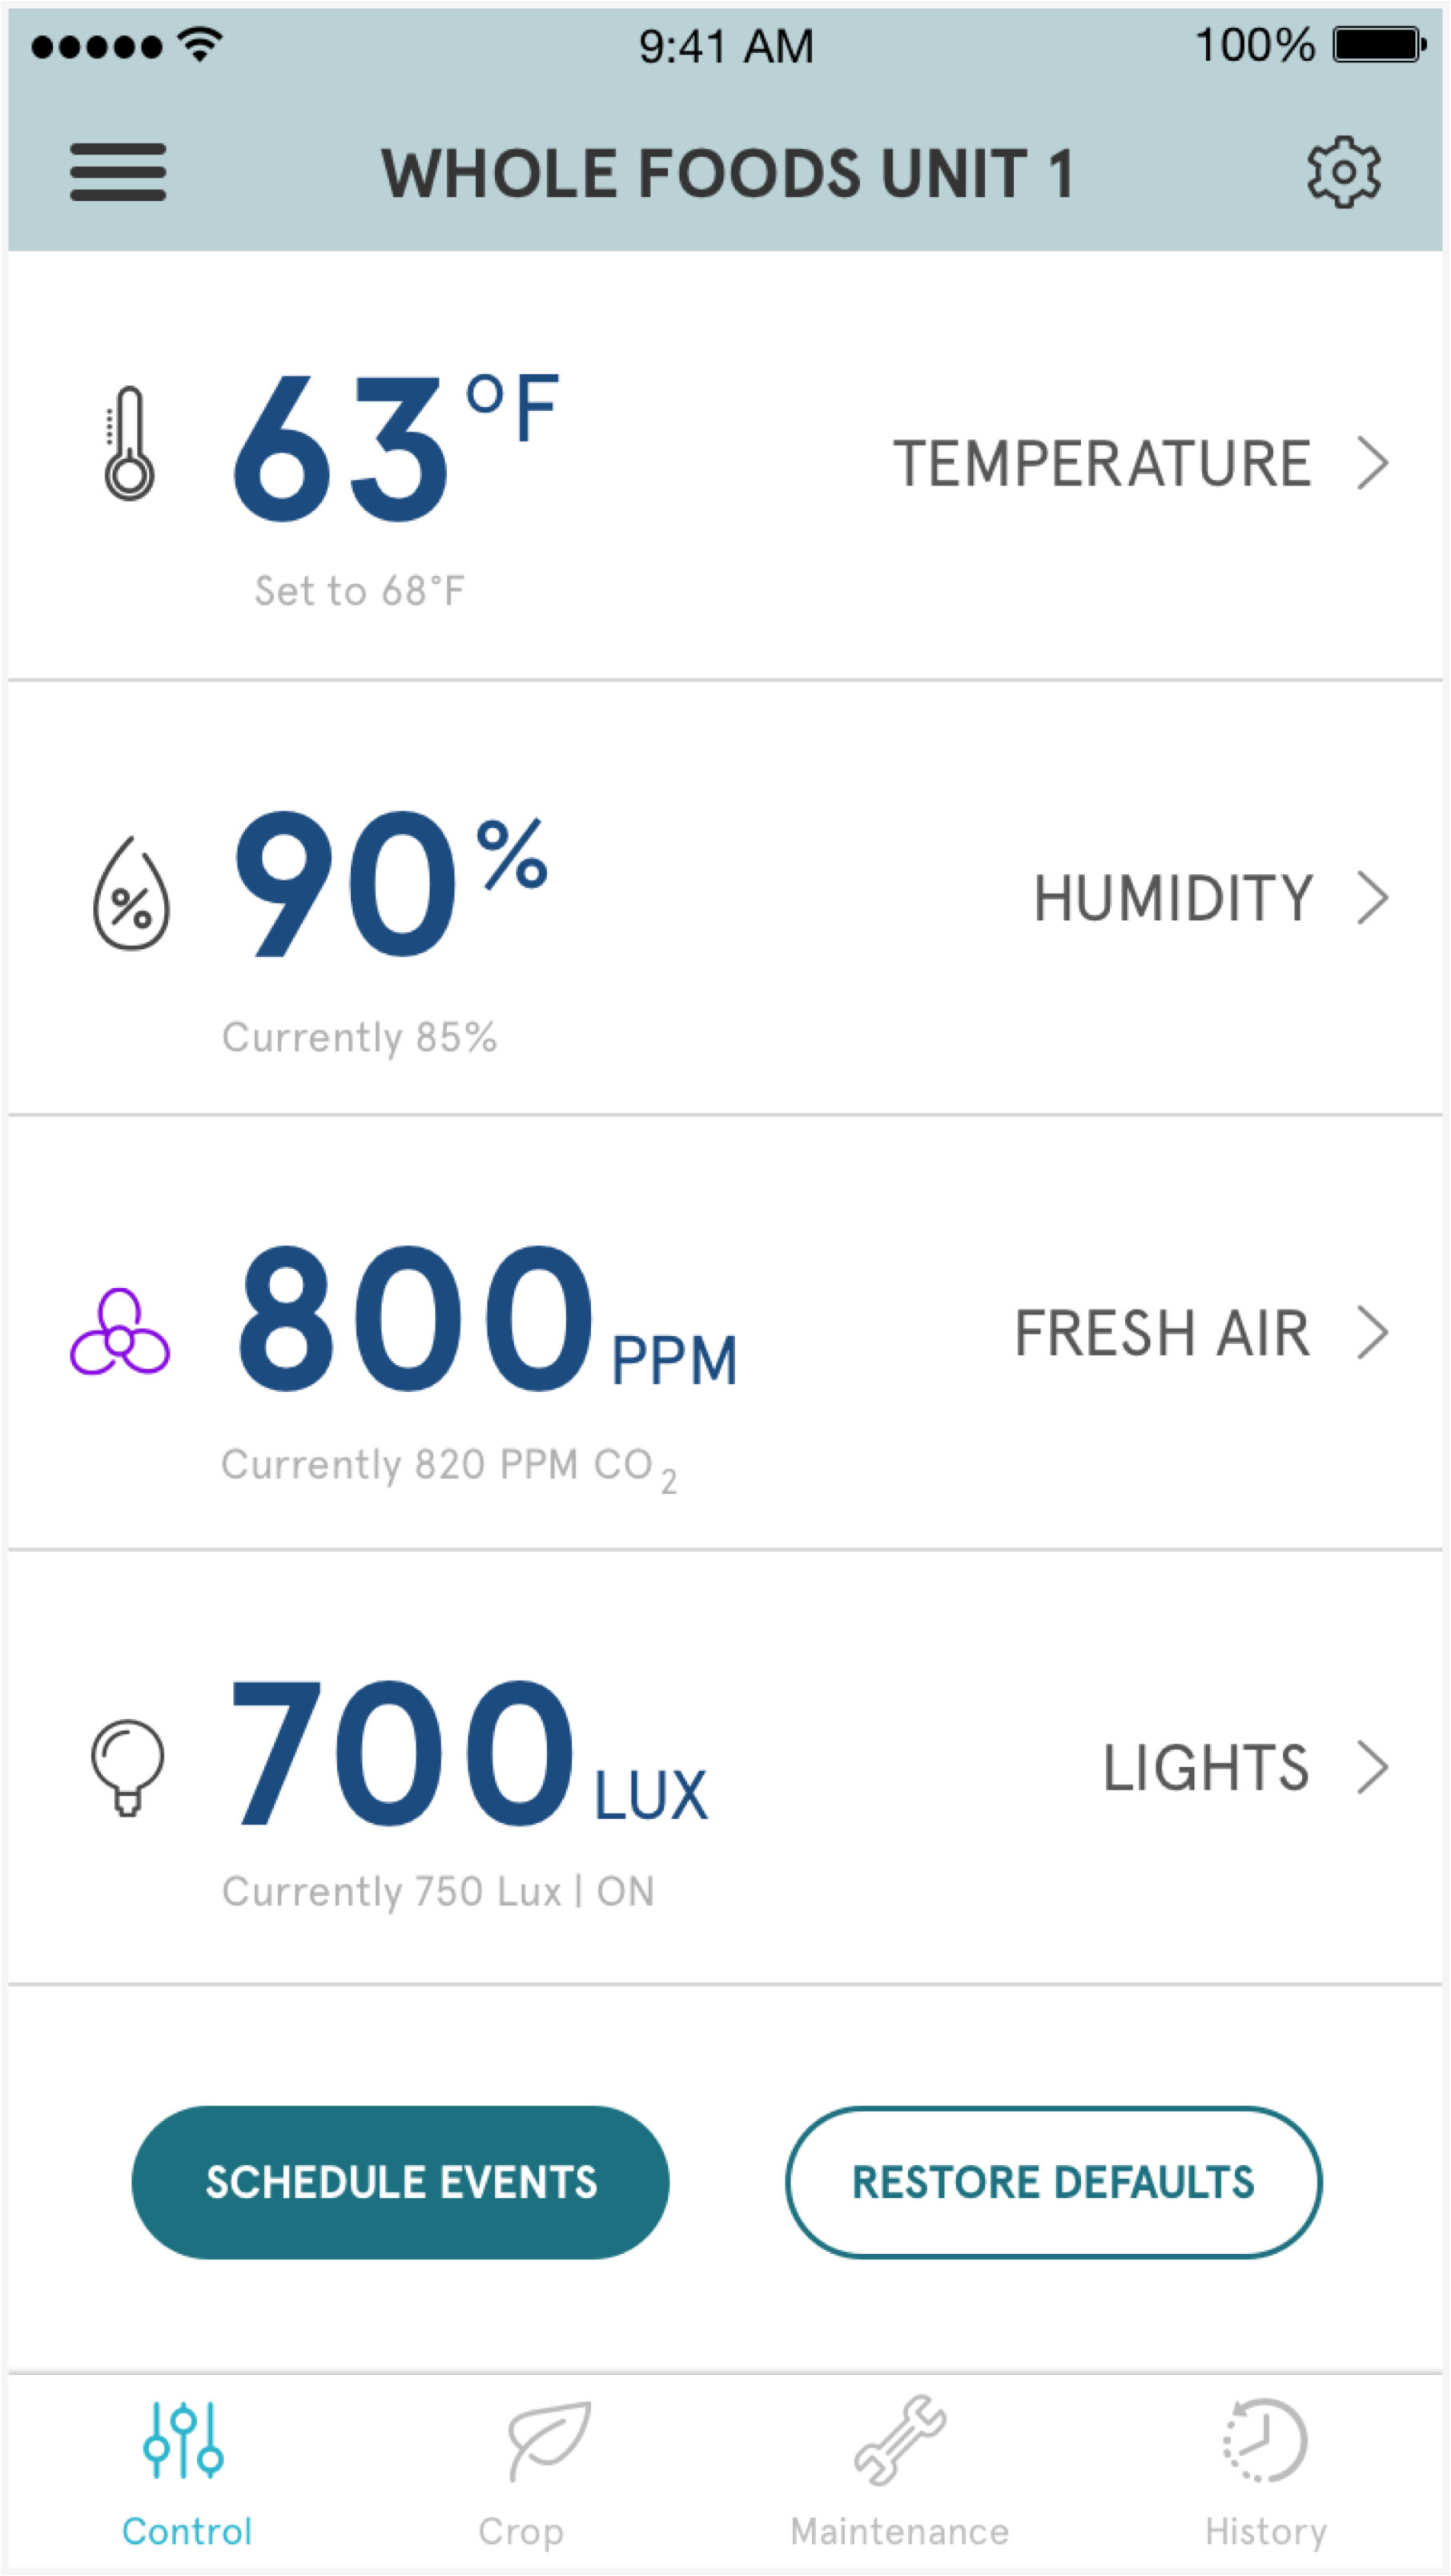 9:41 AM 100%
WHOLE FOODS UNIT 1
63°F TEMPERATURE
Set to 68°F
90% HUMIDITY
Currently 85%
800 PPM FRESH AIR
Currently 820 PPM CO2
700 LUX LIGHTS
Currently 750 Lux | ON
SCHEDULE EVENTS RESTORE DEFAULTS
Control Crop Maintenance History